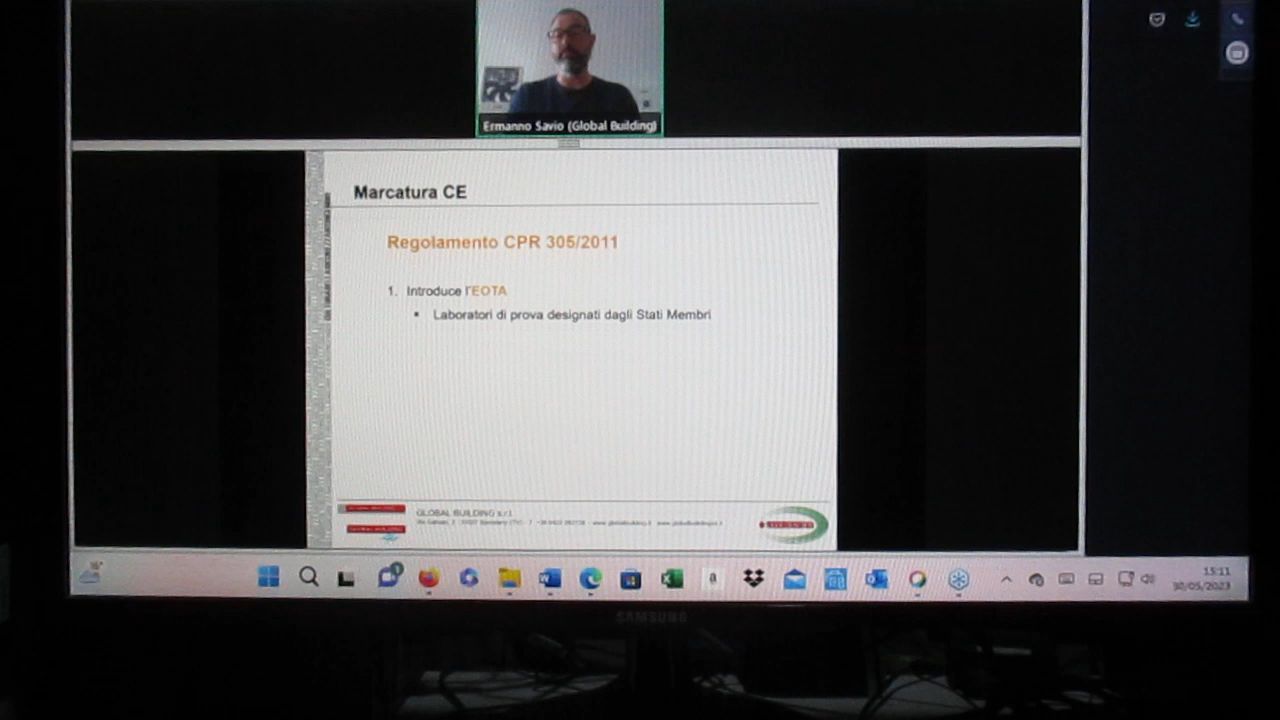 Ermanno Savio (Global Building)
Marcatura CE
Regolamento CPR 305/2011
1. Introduce l'EOTA
▪ Laboratori di prova designati dagli Stati Membri
GLOBAL BUILDING s.r.l.
1
a
15:11
30/05/2023
SAMSUNG